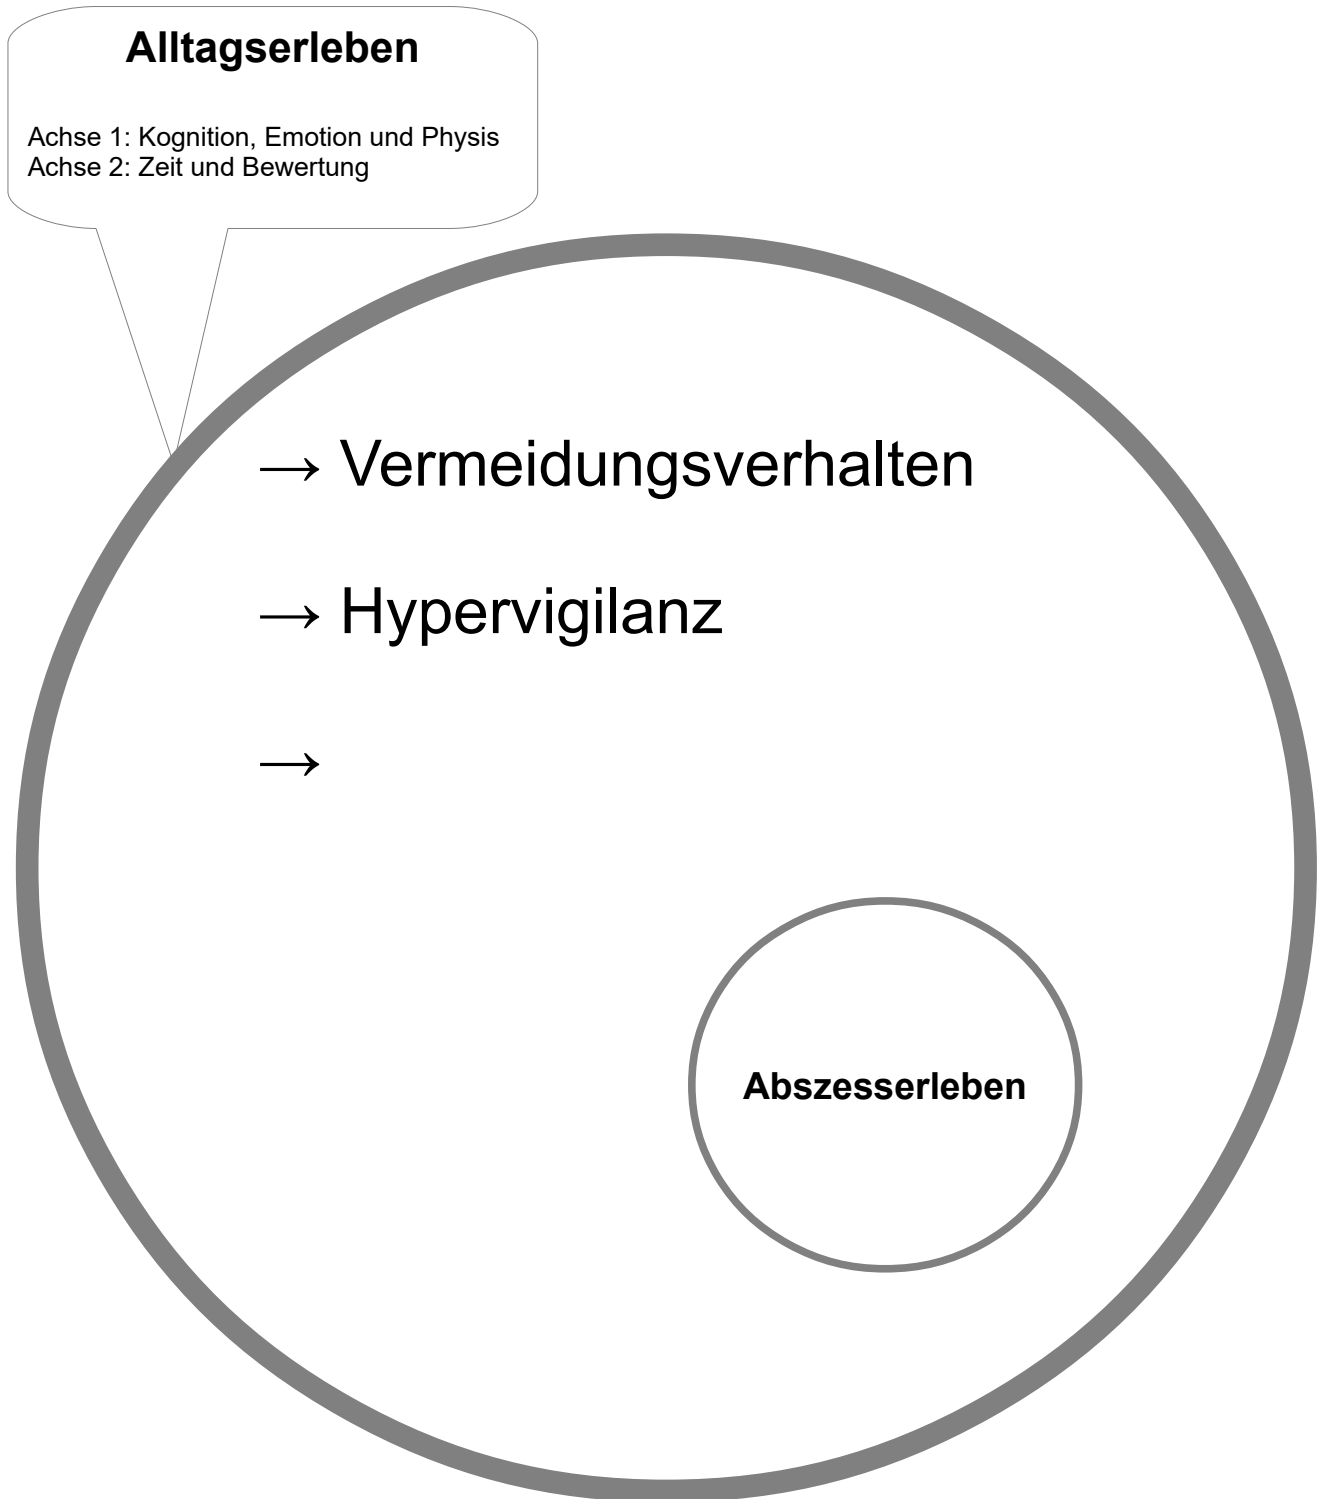 Alltagserleben
Achse 1: Kognition, Emotion und Physis
Achse 2: Zeit und Bewertung
→ Vermeidungsverhalten
→ Hypervigilanz
→
Abszesserleben